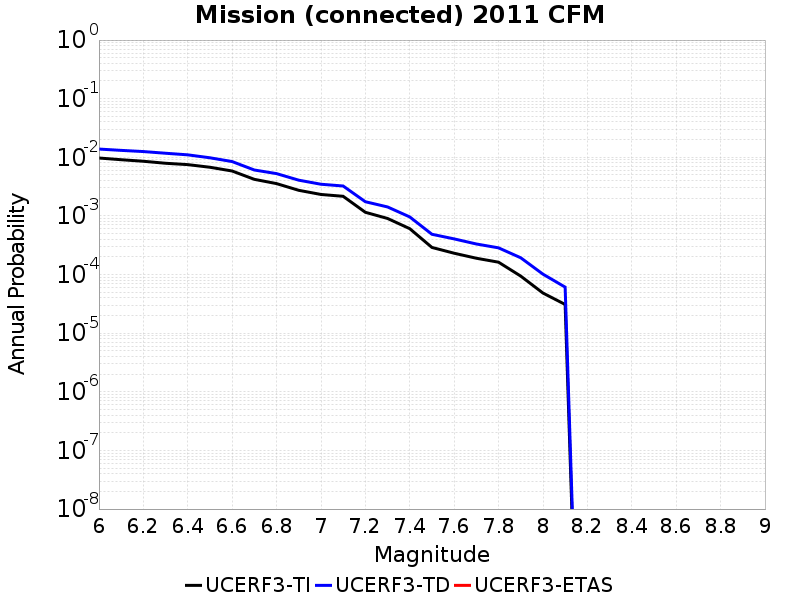 Mission (connected) 2011 CFM
10^0
10^-1
10^-2
10^-3
10^-4
10^-5
10^-6
10^-7
10^-8
Annual Probability
6 6.2 6.4 6.6 6.8 7 7.2 7.4 7.6 7.8 8 8.2 8.4 8.6 8.8 9
Magnitude
UCERF3-TI UCERF3-TD UCERF3-ETAS